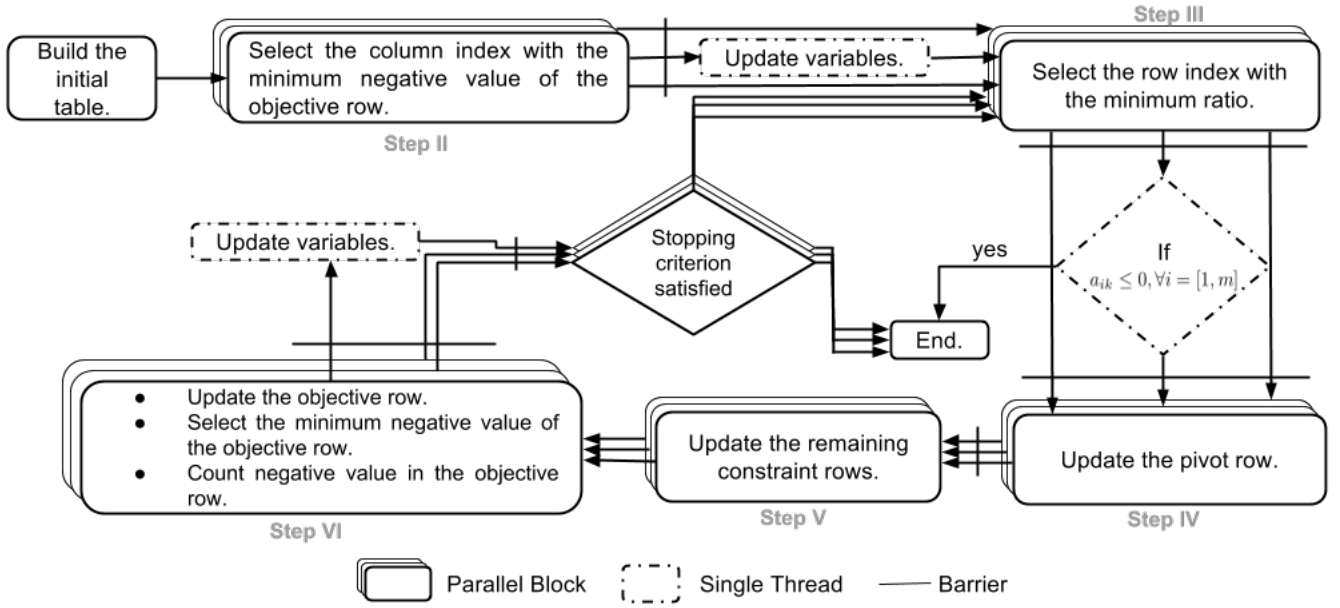 Step III
Build the
initial
table.
Select the column index with the
minimum negative value of the
objective row.
Step II
Update variables.
Select the row index with
the minimum ratio.
Update variables.
Stopping
criterion
satisfied
yes
If
a_{ik} ≤ 0, ∀i = [1, m]
End.
● Update the objective row.
● Select the minimum negative value of
the objective row.
● Count negative value in the objective
row.
Step VI
Update the remaining
constraint rows.
Step V
Update the pivot row.
Step IV
Parallel Block
Single Thread
Barrier